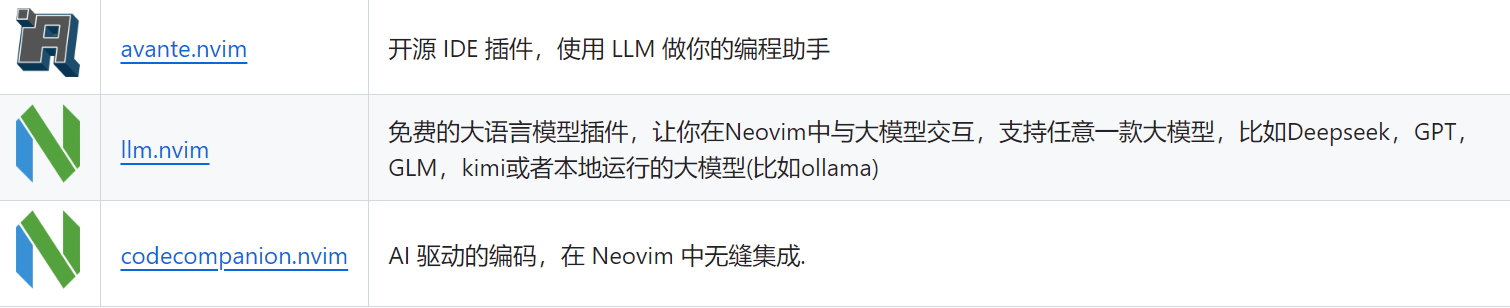 avante.nvim
开源 IDE 插件，使用 LLM 做你的编程助手
llm.nvim
免费的大语言模型插件，让你在Neovim中与大模型交互，支持任意一款大模型，比如Deepseek，GPT，
GLM，kimi或者本地运行的大模型(比如ollama)
codecompanion.nvim
AI 驱动的编码，在 Neovim 中无缝集成.